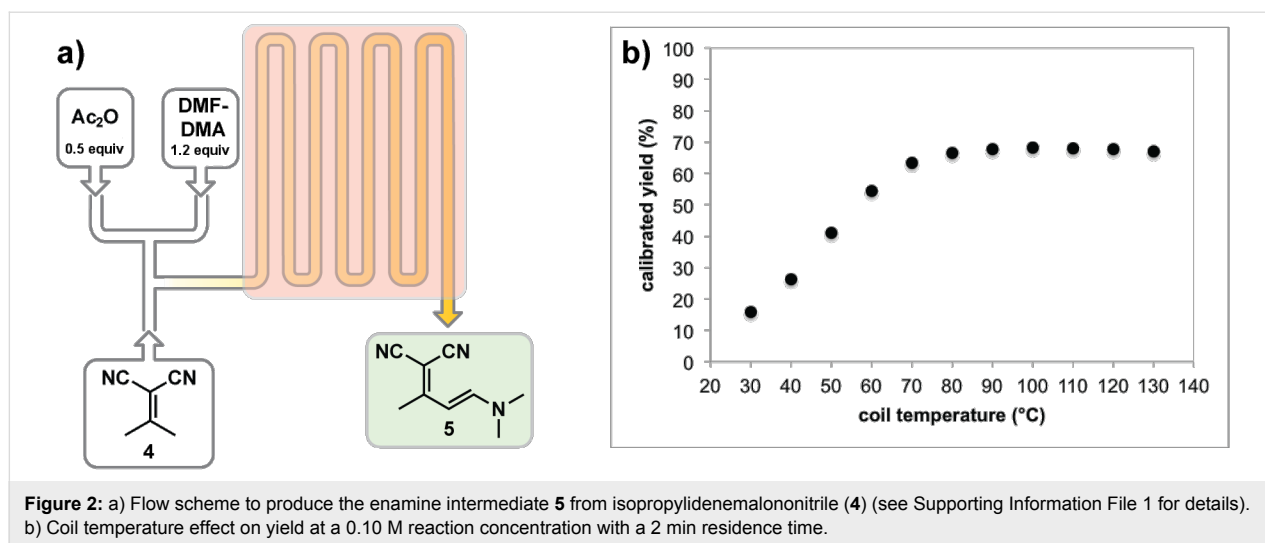 a)
Ac₂O
0.5 equiv
DMF-
DMA
1.2 equiv
NC CN
4
NC CN
N
5
b)
calibrated yield (%)
100
90
80
70
60
50
40
30
20
10
0
20 30 40 50 60 70 80 90 100 110 120 130 140
coil temperature (°C)
Figure 2: a) Flow scheme to produce the enamine intermediate 5 from isopropylidenemalononitrile (4) (see Supporting Information File 1 for details).
b) Coil temperature effect on yield at a 0.10 M reaction concentration with a 2 min residence time.